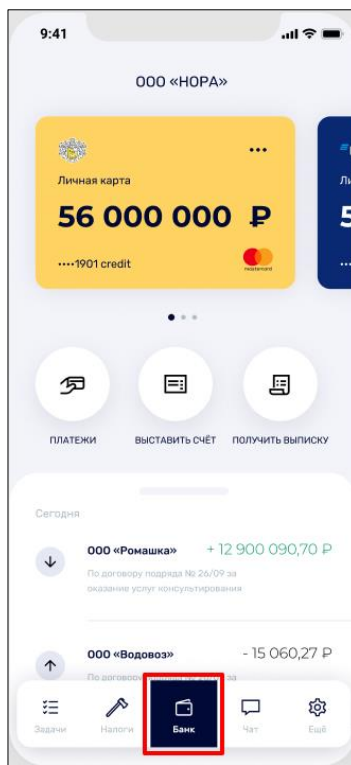 9:41
ООО «НОРА»
Личная карта
56 000 000 ₽
••••1901 credit
mastercard
ПЛАТЕЖИ
ВЫСТАВИТЬ СЧЁТ
ПОЛУЧИТЬ ВЫПИСКУ
Сегодня
ООО «Ромашка» + 12 900 090,70 ₽
По договору подряда № 26/09 за
оказание услуг консультирования
ООО «Водовоз» - 15 060,27 ₽
Задачи
Налоги
Банк
Чат
Ещё